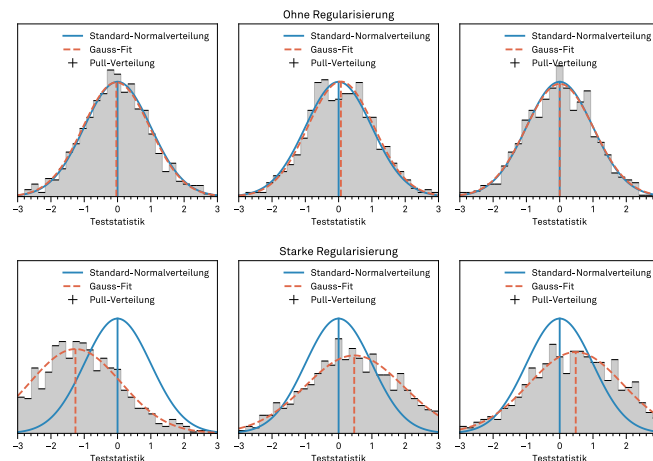 Ohne Regularisierung
Standard-Normalverteilung
Gauss-Fit
Pull-Verteilung
Standard-Normalverteilung
Gauss-Fit
Pull-Verteilung
Standard-Normalverteilung
Gauss-Fit
Pull-Verteilung
−3 −2 −1 0 1 2 3
−3 −2 −1 0 1 2 3
−3 −2 −1 0 1 2
Teststatistik
Teststatistik
Teststatistik
Starke Regularisierung
Standard-Normalverteilung
Gauss-Fit
Pull-Verteilung
Standard-Normalverteilung
Gauss-Fit
Pull-Verteilung
Standard-Normalverteilung
Gauss-Fit
Pull-Verteilung
−3 −2 −1 0 1 2 3
−3 −2 −1 0 1 2 3
−3 −2 −1 0 1 2
Teststatistik
Teststatistik
Teststatistik